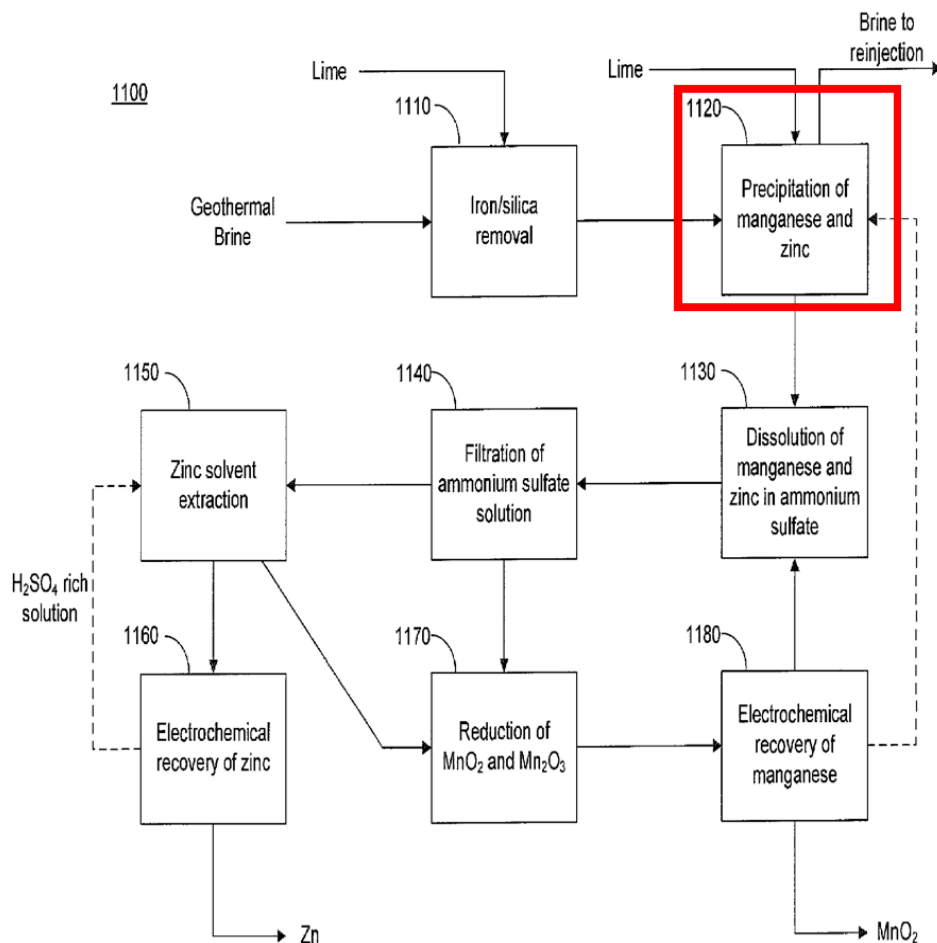 Brine to
reinjection
Lime
Lime
1100
1110
1120
Geothermal
Brine
Iron/silica
removal
Precipitation of
manganese and
zinc
1150
1140
1130
Zinc solvent
extraction
Filtration of
ammonium sulfate
solution
Dissolution of
manganese and
zinc in ammonium
sulfate
H₂SO₄ rich
solution
1160
1170
1180
Electrochemical
recovery of zinc
Reduction of
MnO₂ and Mn₂O₃
Electrochemical
recovery of
manganese
Zn
MnO₂